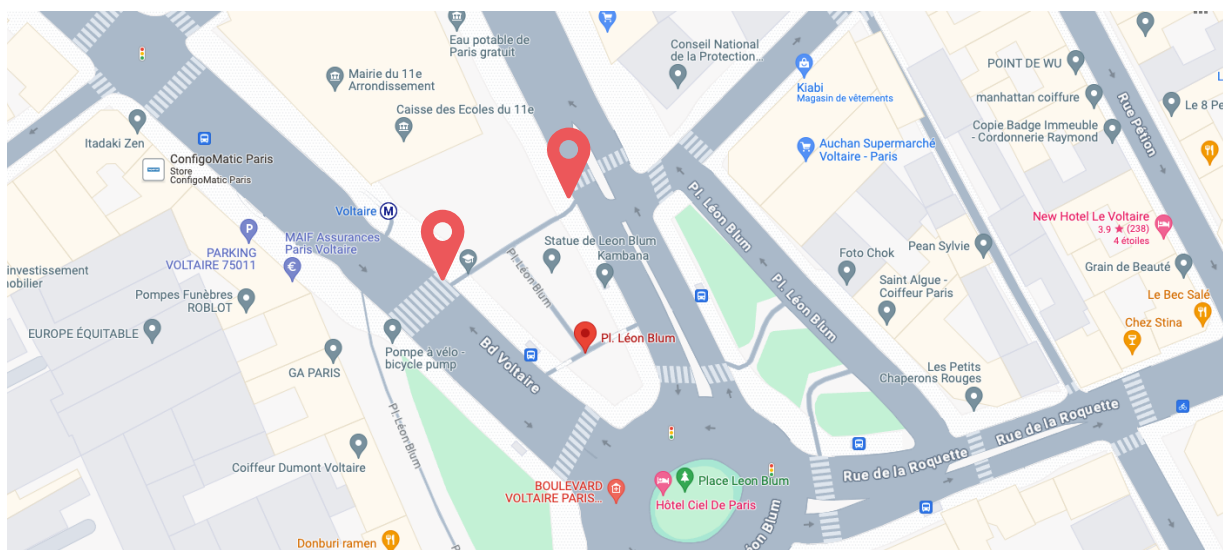 Eau potable de
Paris gratuit
Mairie du 11e
Arrondissement
Caisse des Ecoles du 11e
Conseil National
de la Protection...
Kiabi
Magasin de vêtements
POINT DE WU
manhattan coiffure
Copie Badge Immeuble
- Cordonnerie Raymond
Rue Pétion
Le 8 Pe
Itadaki Zen
ConfigoMatic Paris
Store
ConfigoMatic Paris
Auchan Supermarché
Voltaire - Paris
Voltaire
M
P
PARKING
VOLTAIRE 75011
MAIF Assurances
Paris Voltaire
€
Pl. Léon Blum
Statue de Leon Blum
Kambana
Pl. Léon Blum
Pl. Léon Blum
New Hotel Le Voltaire
3.9 ★ (238)
4 étoiles
Foto Chok
Pean Sylvie
Grain de Beauté
Saint Algue -
Coiffeur Paris
Le Bec Salé
Chez Stina
investissement
obilier
Pompes Funèbres
ROBLOT
EUROPE ÉQUITABLE
GA PARIS
Pompe à vélo -
bicycle pump
Bd Voltaire
Pl. Léon Blum
Les Petits
Chaperons Rouges
Pl. Léon Blum
Rue de la Roquette
Rue de la Roquette
Coiffeur Dumont Voltaire
BOULEVARD
VOLTAIRE PARIS...
Place Leon Blum
Hôtel Ciel De Paris
on Blum
Donburi ramen